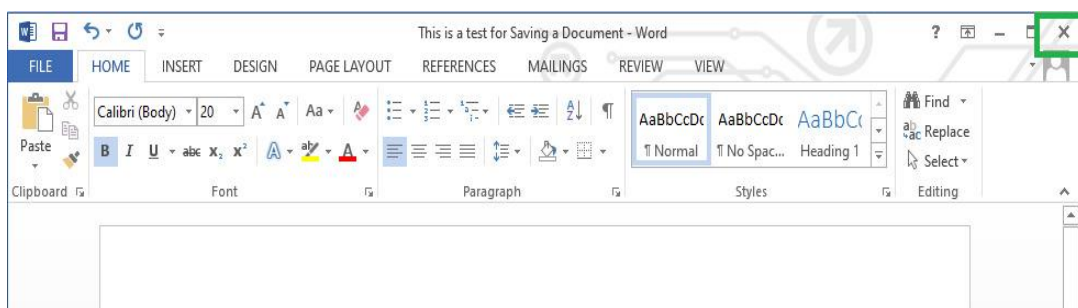 This is a test for Saving a Document - Word
FILE HOME INSERT DESIGN PAGE LAYOUT REFERENCES MAILINGS REVIEW VIEW
Calibri (Body) 20 Aa AaBbCcDc AaBbCcDc AaBbC Find
Replace
Paste B I U abc X₂ X² A ab A ¶ Normal ¶ No Spac... Heading 1 Select
Clipboard Font Paragraph Styles Editing